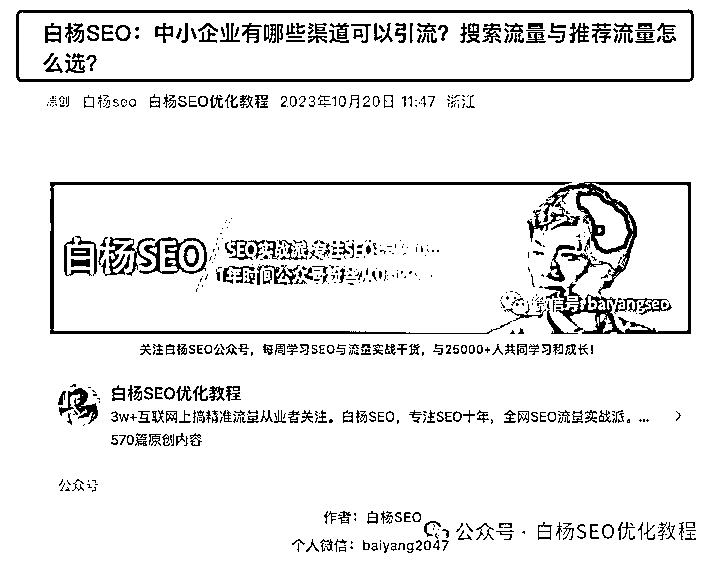 白杨SEO：中小企业有哪些渠道可以引流？搜索流量与推荐流量怎
么选？
原创 白杨seo 白杨SEO优化教程 2023年10月20日 11:47 浙江
白杨SEO
SEO实战派专注SEO
1年时间公众号粉丝从0
微信号:baiyangseo
关注白杨SEO公众号，每周学习SEO与流量实战干货，与25000+人共同学习和成长！
白杨SEO优化教程
3w+互联网上搞精准流量从业者关注。白杨SEO，专注SEO十年，全网SEO流量实战派。...
570篇原创内容
公众号
作者：白杨SEO
公众号·白杨SEO优化教程
个人微信：baiyang2047